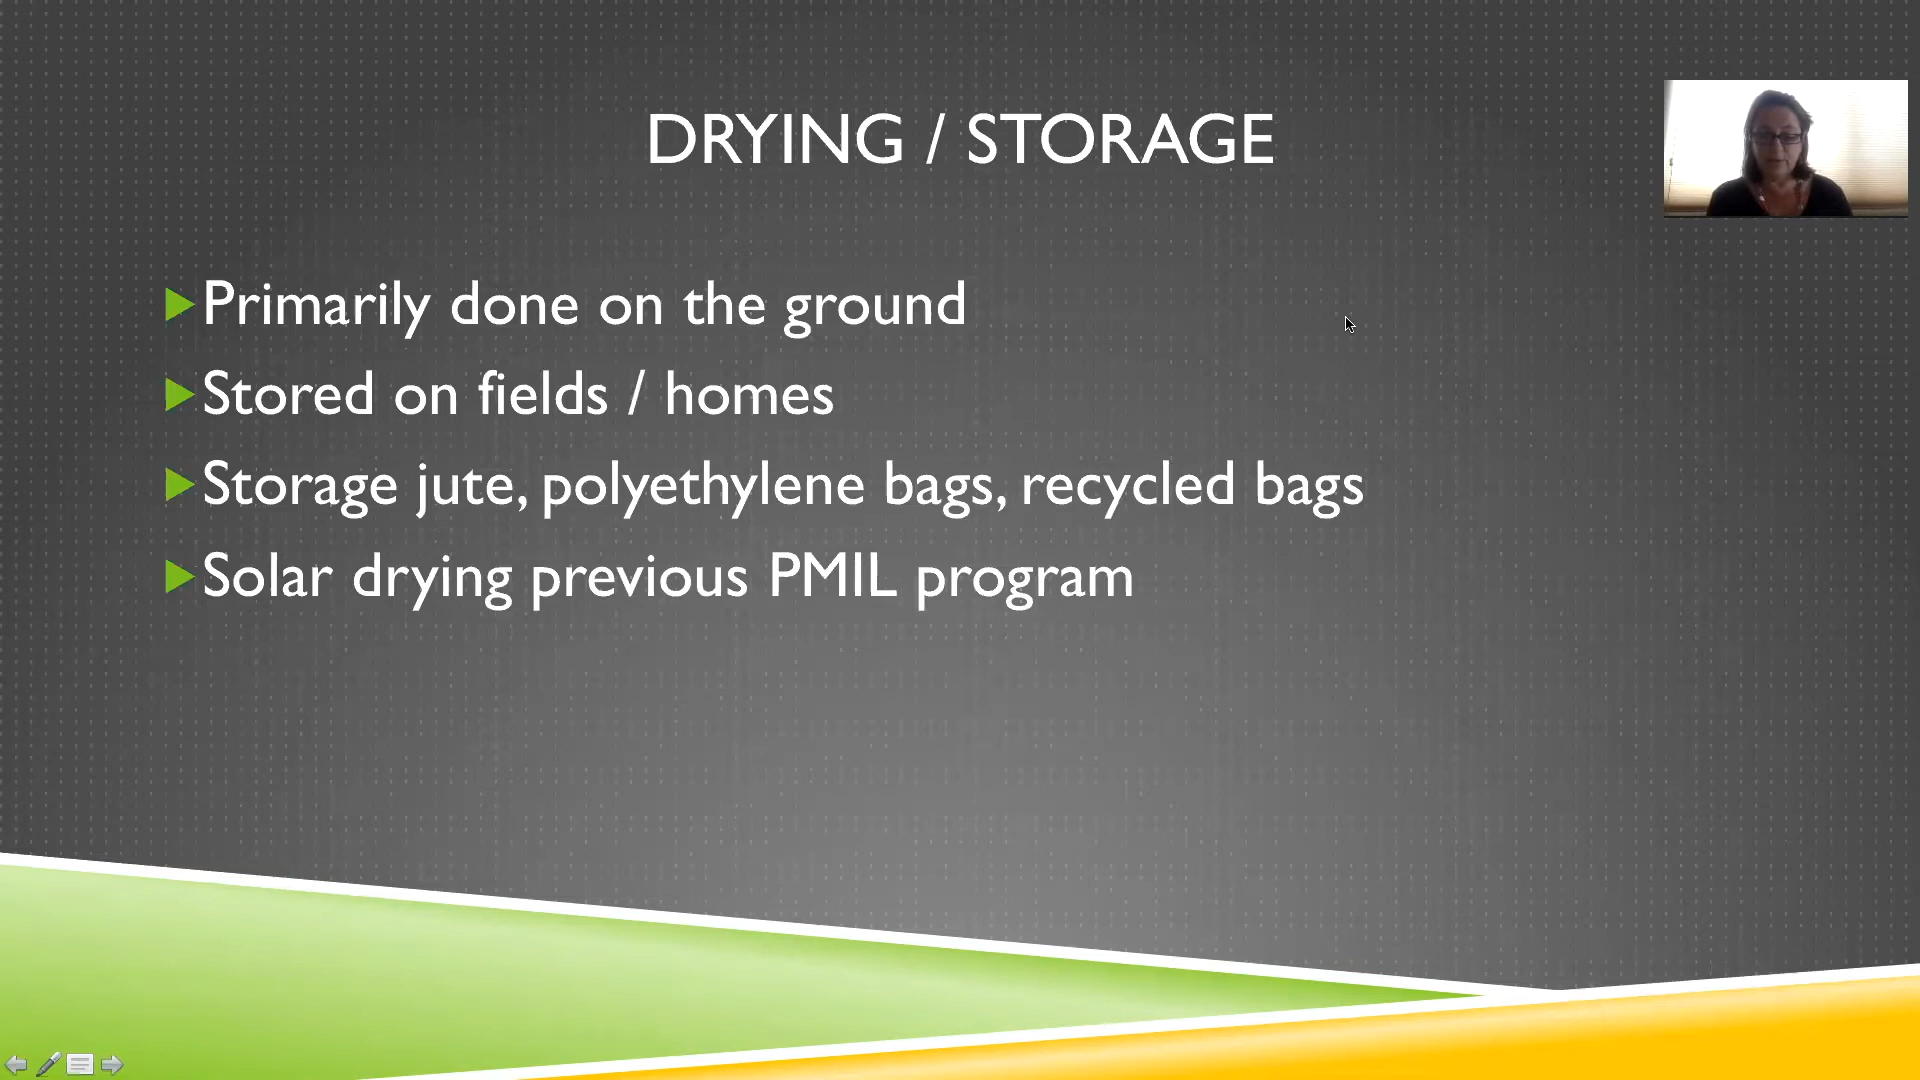 DRYING / STORAGE
Primarily done on the ground
Stored on fields / homes
Storage jute, polyethylene bags, recycled bags
Solar drying previous PMIL program